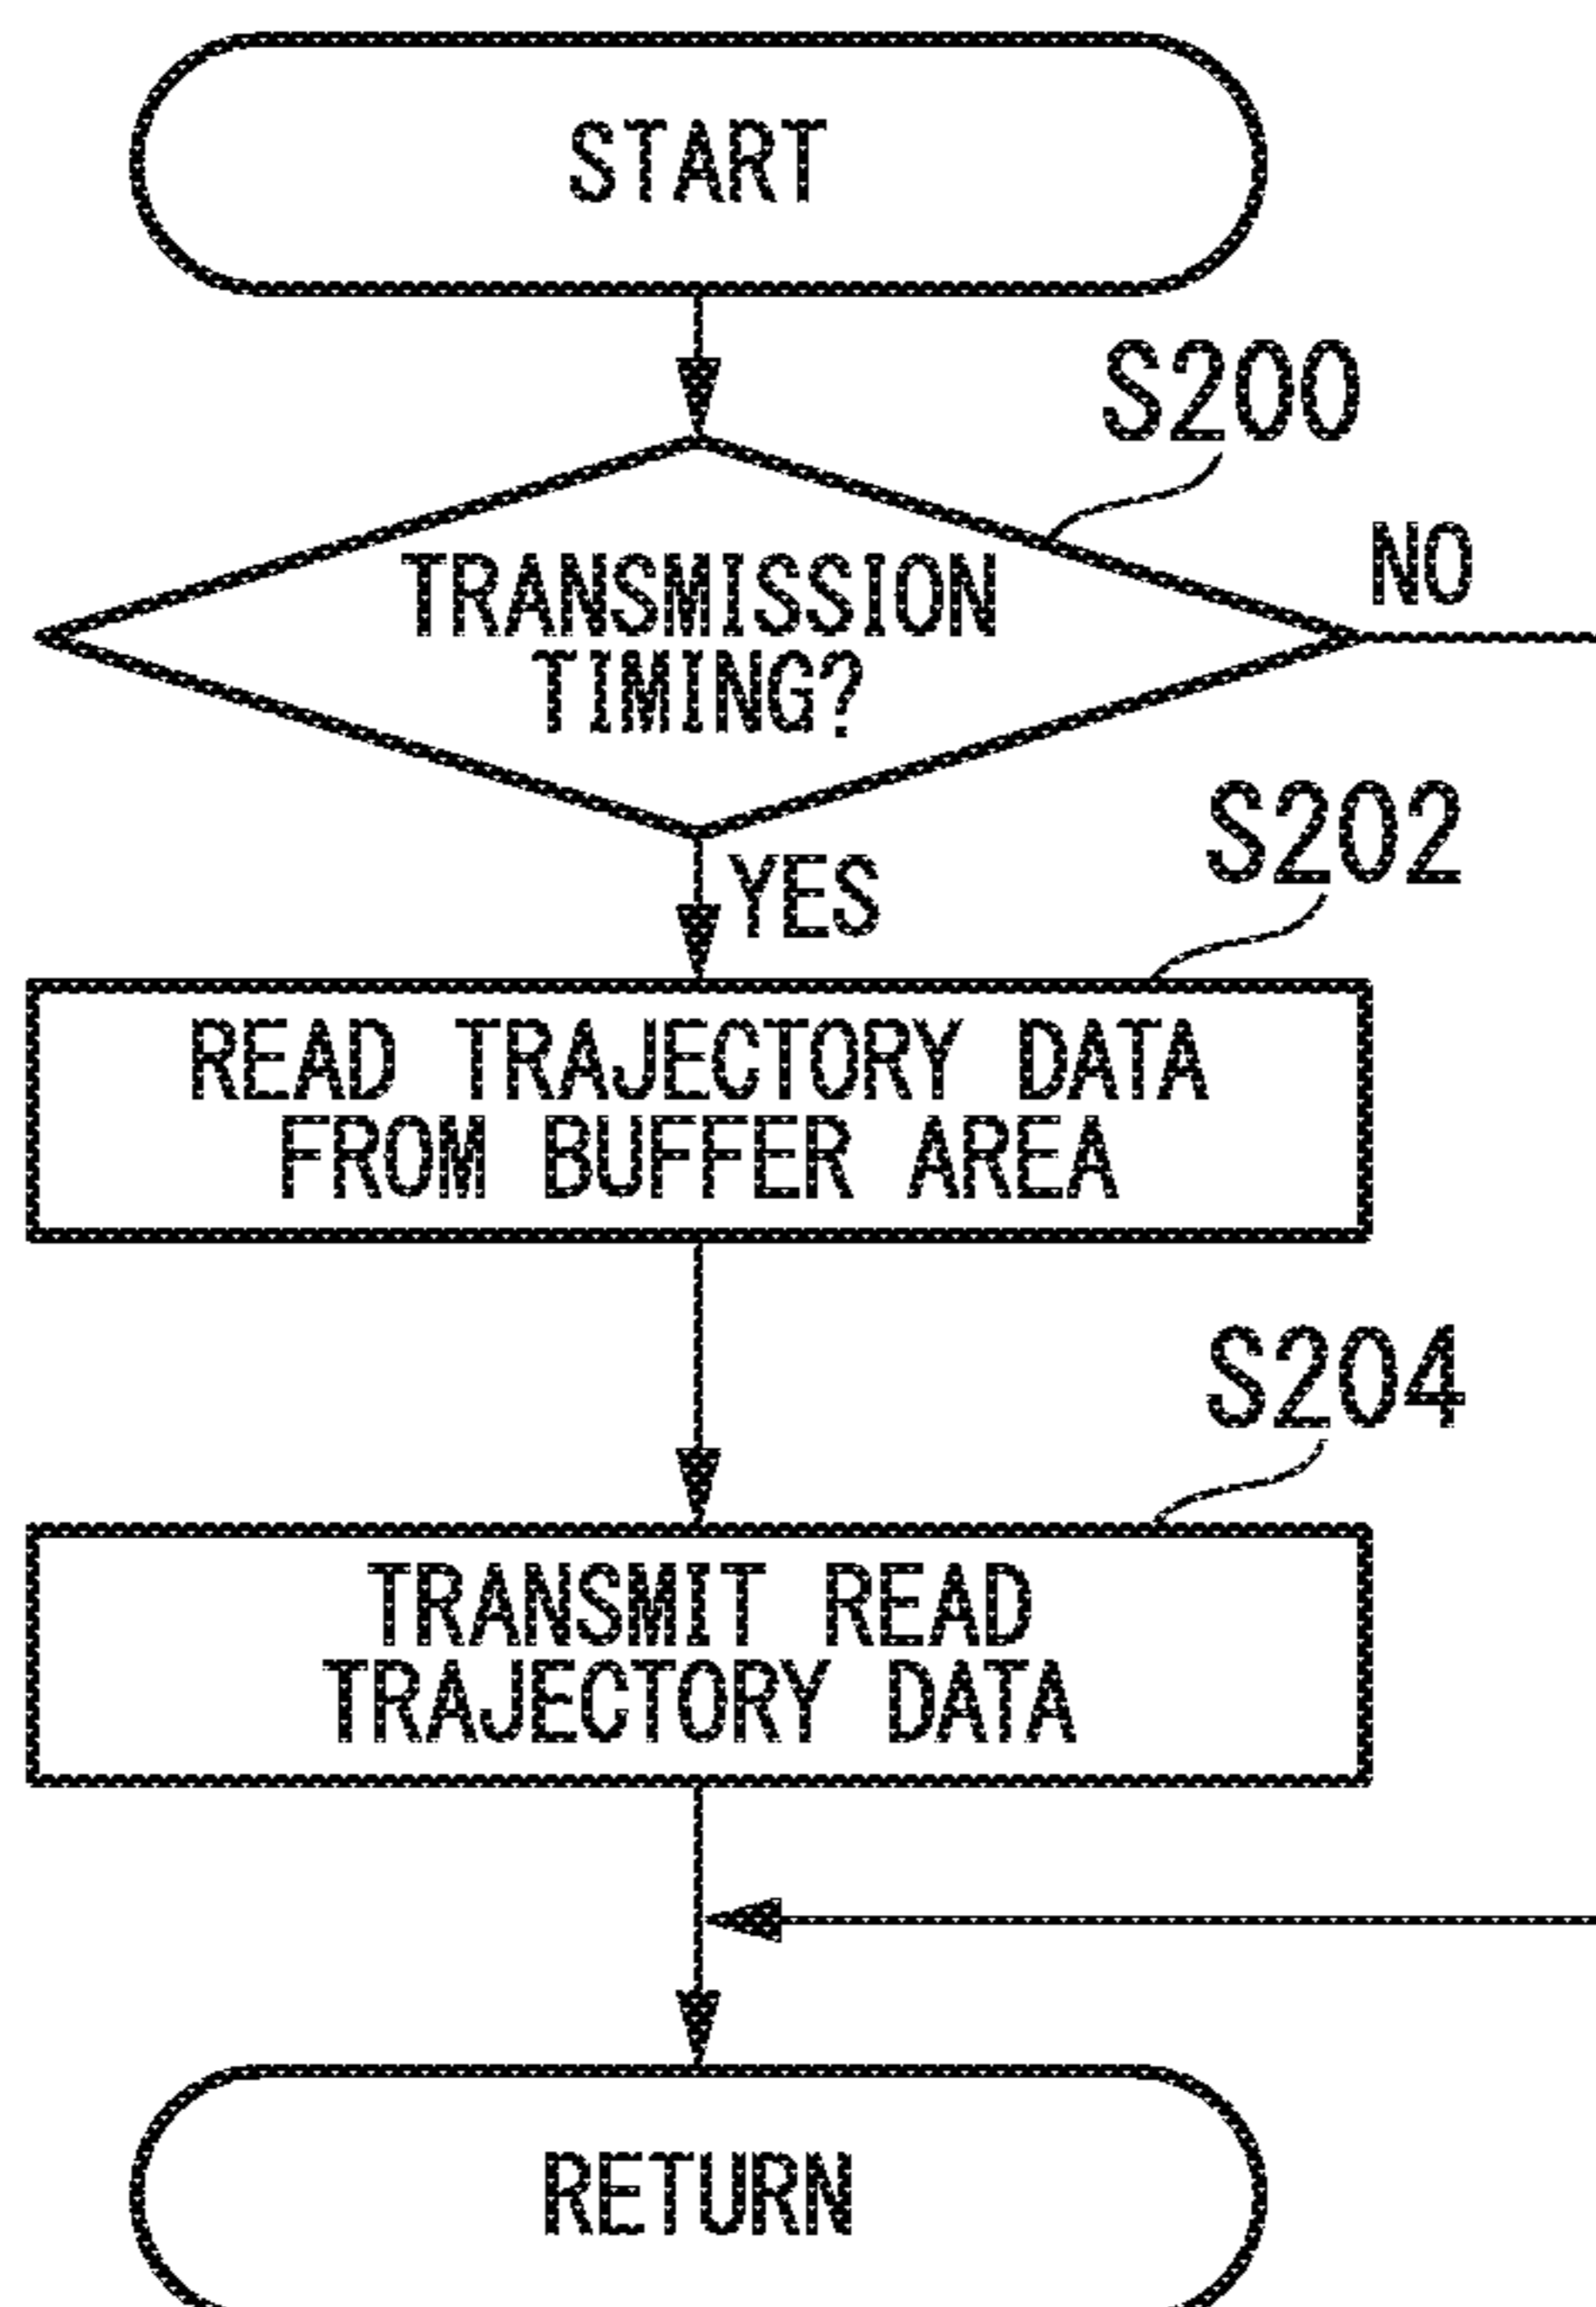 START
S200
TRANSMISSION
TIMING?
NO
YES
S202
READ TRAJECTORY DATA
FROM BUFFER AREA
S204
TRANSMIT READ
TRAJECTORY DATA
RETURN